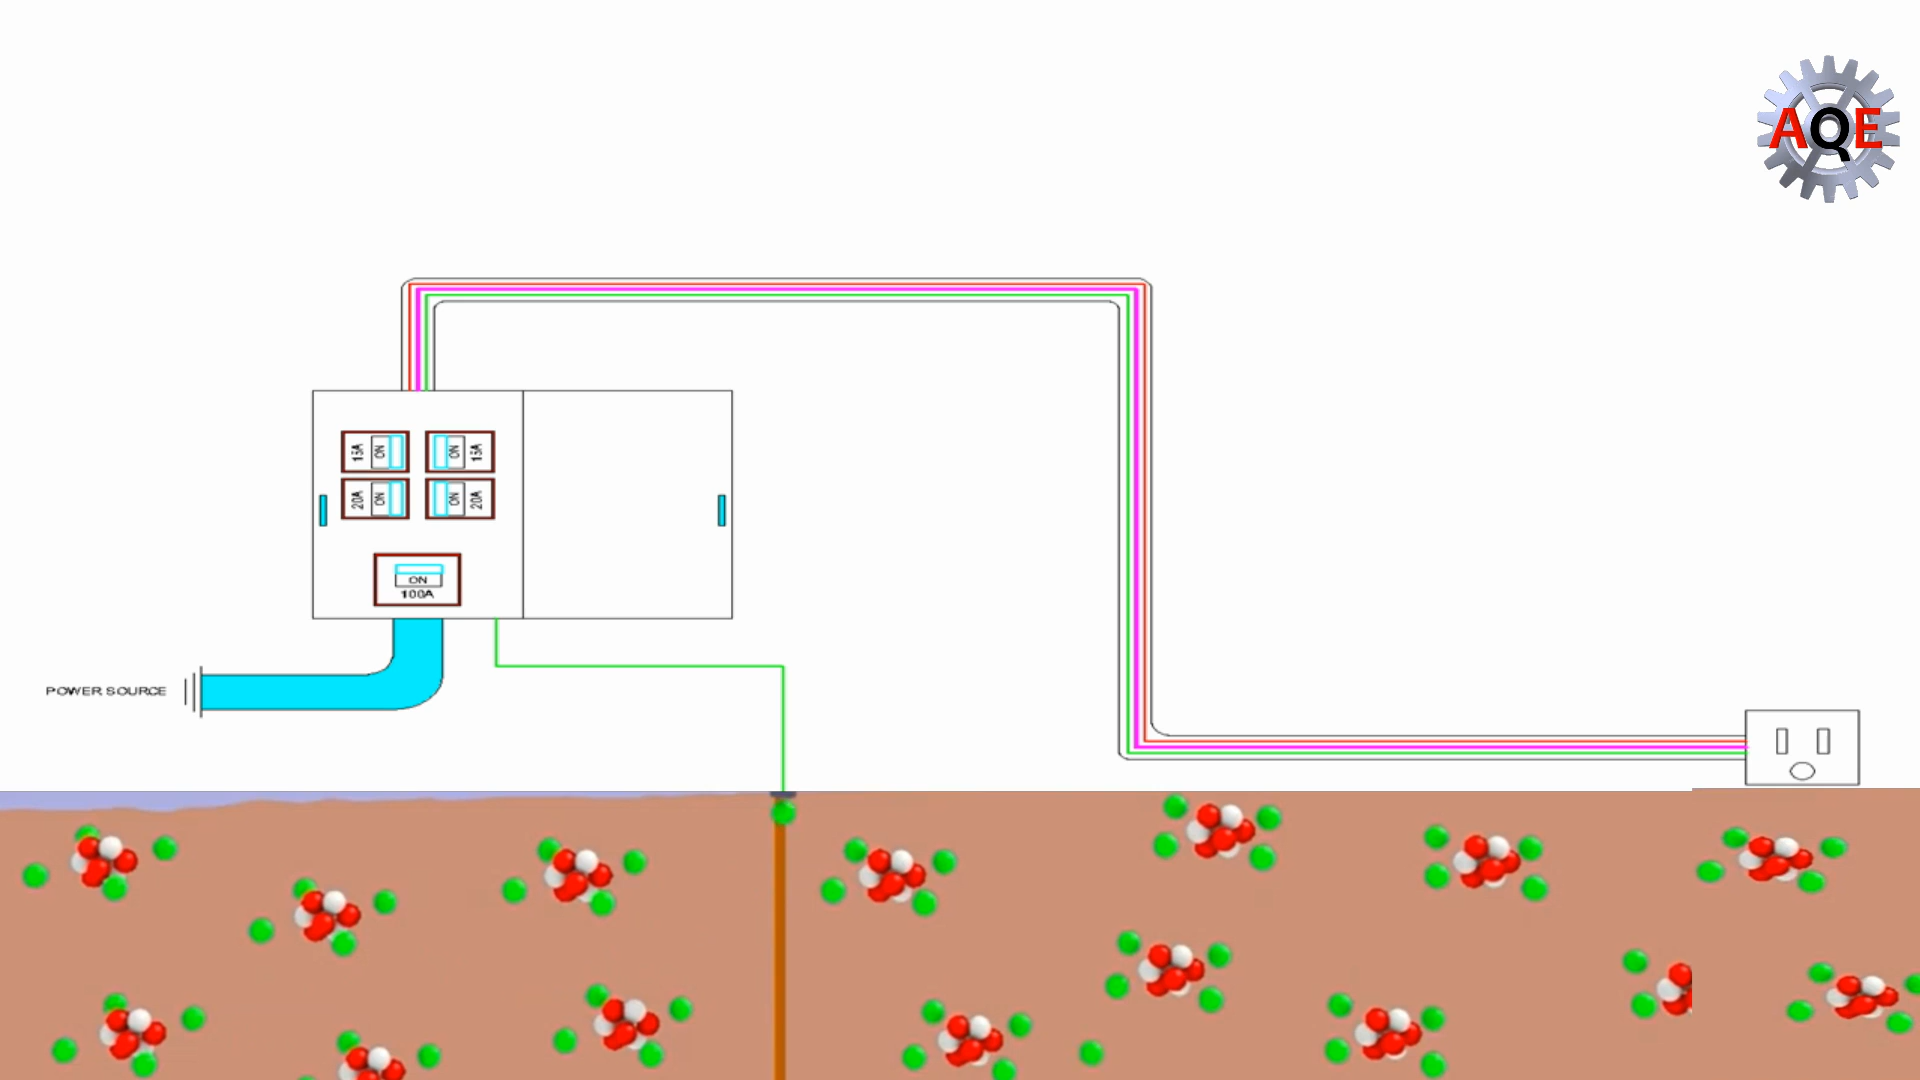 AQE
15A ON
ON 15A
20A ON
ON 20A
ON
100A
POWER SOURCE